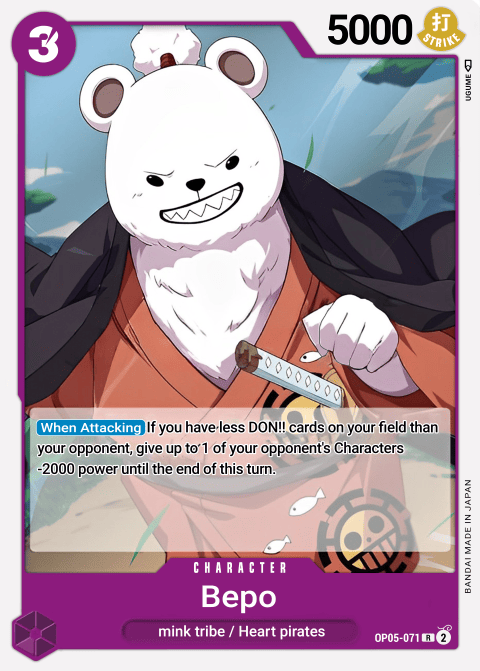 3
5000
打
STRIKE
UGUME
BANDAI MADE IN JAPAN
When Attacking If you have less DON!! cards on your field than
your opponent, give up to 1 of your opponent's Characters
-2000 power until the end of this turn.
CHARACTER
Bepo
mink tribe / Heart pirates
OP05-071 R 2